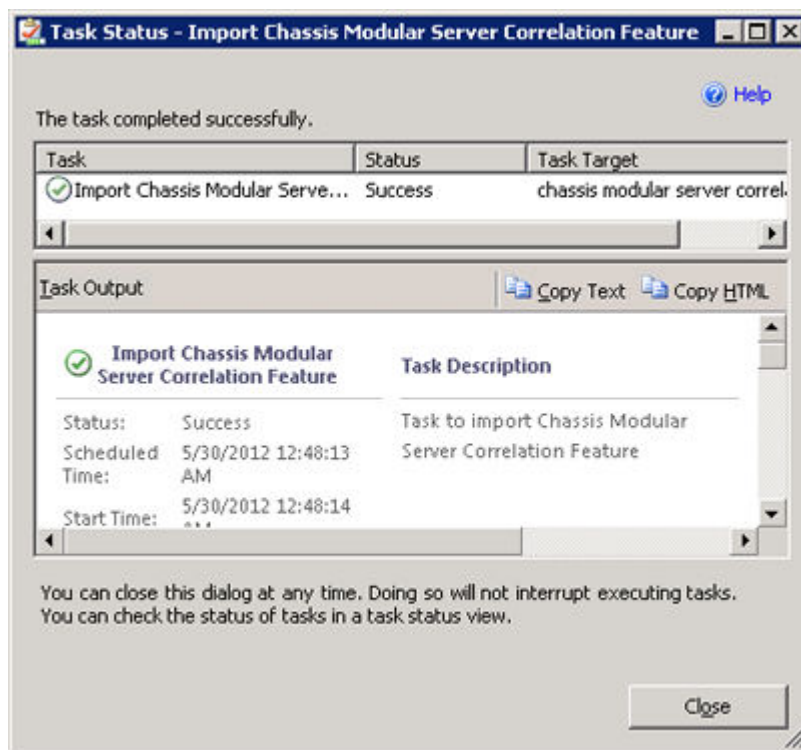 Task Status - Import Chassis Modular Server Correlation Feature
Help
The task completed successfully.
Task Status Task Target
Import Chassis Modular Serve... Success chassis modular server correl
Task Output Copy Text Copy HTML
Import Chassis Modular
Server Correlation Feature
Task Description
Status: Success
Scheduled Time: 5/30/2012 12:48:13 AM
Start Time: 5/30/2012 12:48:14
Task to import Chassis Modular
Server Correlation Feature
You can close this dialog at any time. Doing so will not interrupt executing tasks.
You can check the status of tasks in a task status view.
Close